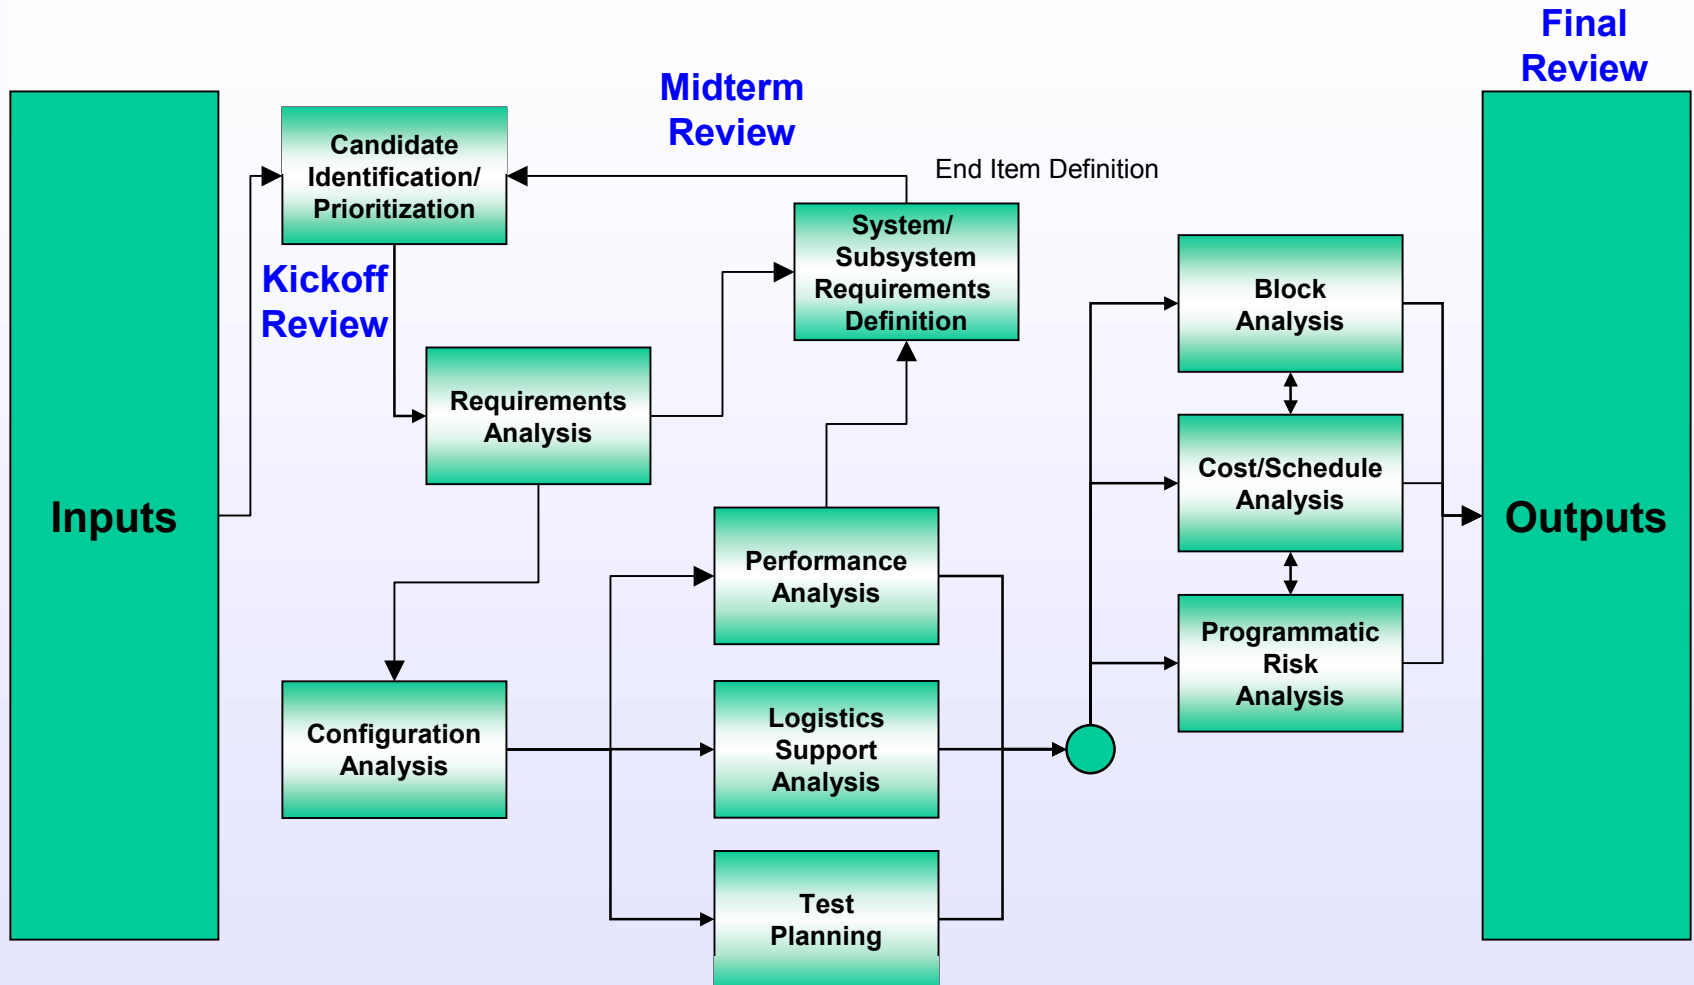 Final
Review
Midterm
Review
Candidate
Identification/
Prioritization
End Item Definition
System/
Subsystem
Requirements
Definition
Kickoff
Review
Block
Analysis
Requirements
Analysis
Cost/Schedule
Analysis
Inputs
Outputs
Performance
Analysis
Programmatic
Risk
Analysis
Configuration
Analysis
Logistics
Support
Analysis
Test
Planning